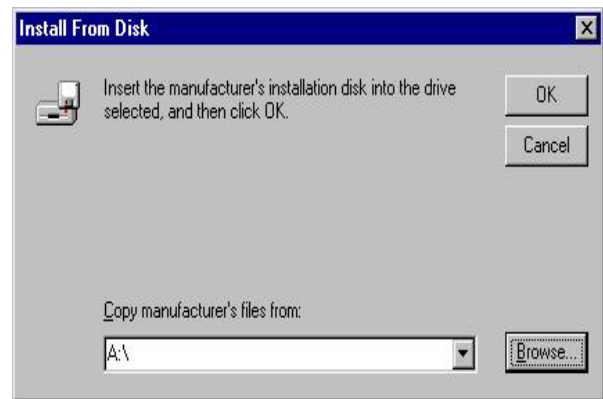 Install From Disk
Insert the manufacturer's installation disk into the drive
selected, and then click OK.
OK
Cancel
Copy manufacturer's files from:
A:\
Browse...